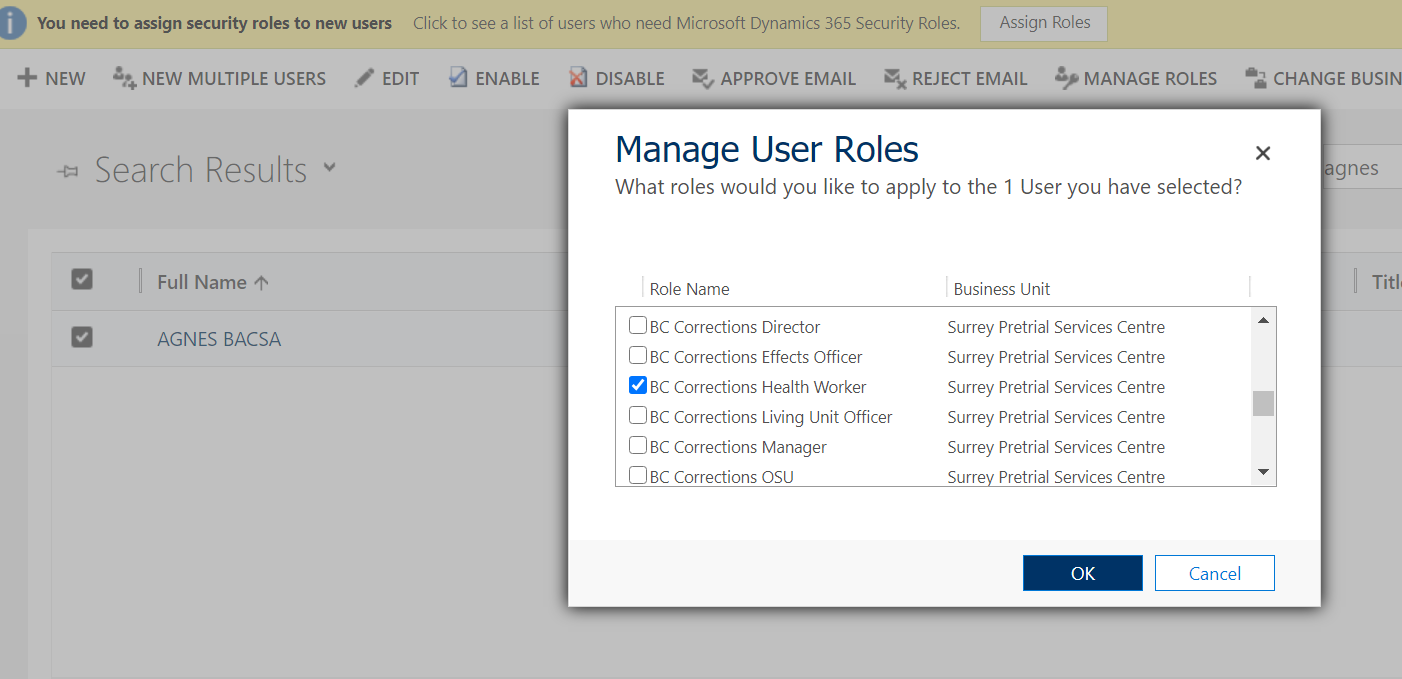 You need to assign security roles to new users Click to see a list of users who need Microsoft Dynamics 365 Security Roles. Assign Roles
NEW NEW MULTIPLE USERS EDIT ENABLE DISABLE APPROVE EMAIL REJECT EMAIL MANAGE ROLES CHANGE BUSIN
Search Results
agnes
Full Name
Titl
AGNES BACSA
Manage User Roles
What roles would you like to apply to the 1 User you have selected?
Role Name Business Unit
BC Corrections Director Surrey Pretrial Services Centre
BC Corrections Effects Officer Surrey Pretrial Services Centre
BC Corrections Health Worker Surrey Pretrial Services Centre
BC Corrections Living Unit Officer Surrey Pretrial Services Centre
BC Corrections Manager Surrey Pretrial Services Centre
BC Corrections OSU Surrey Pretrial Services Centre
OK Cancel